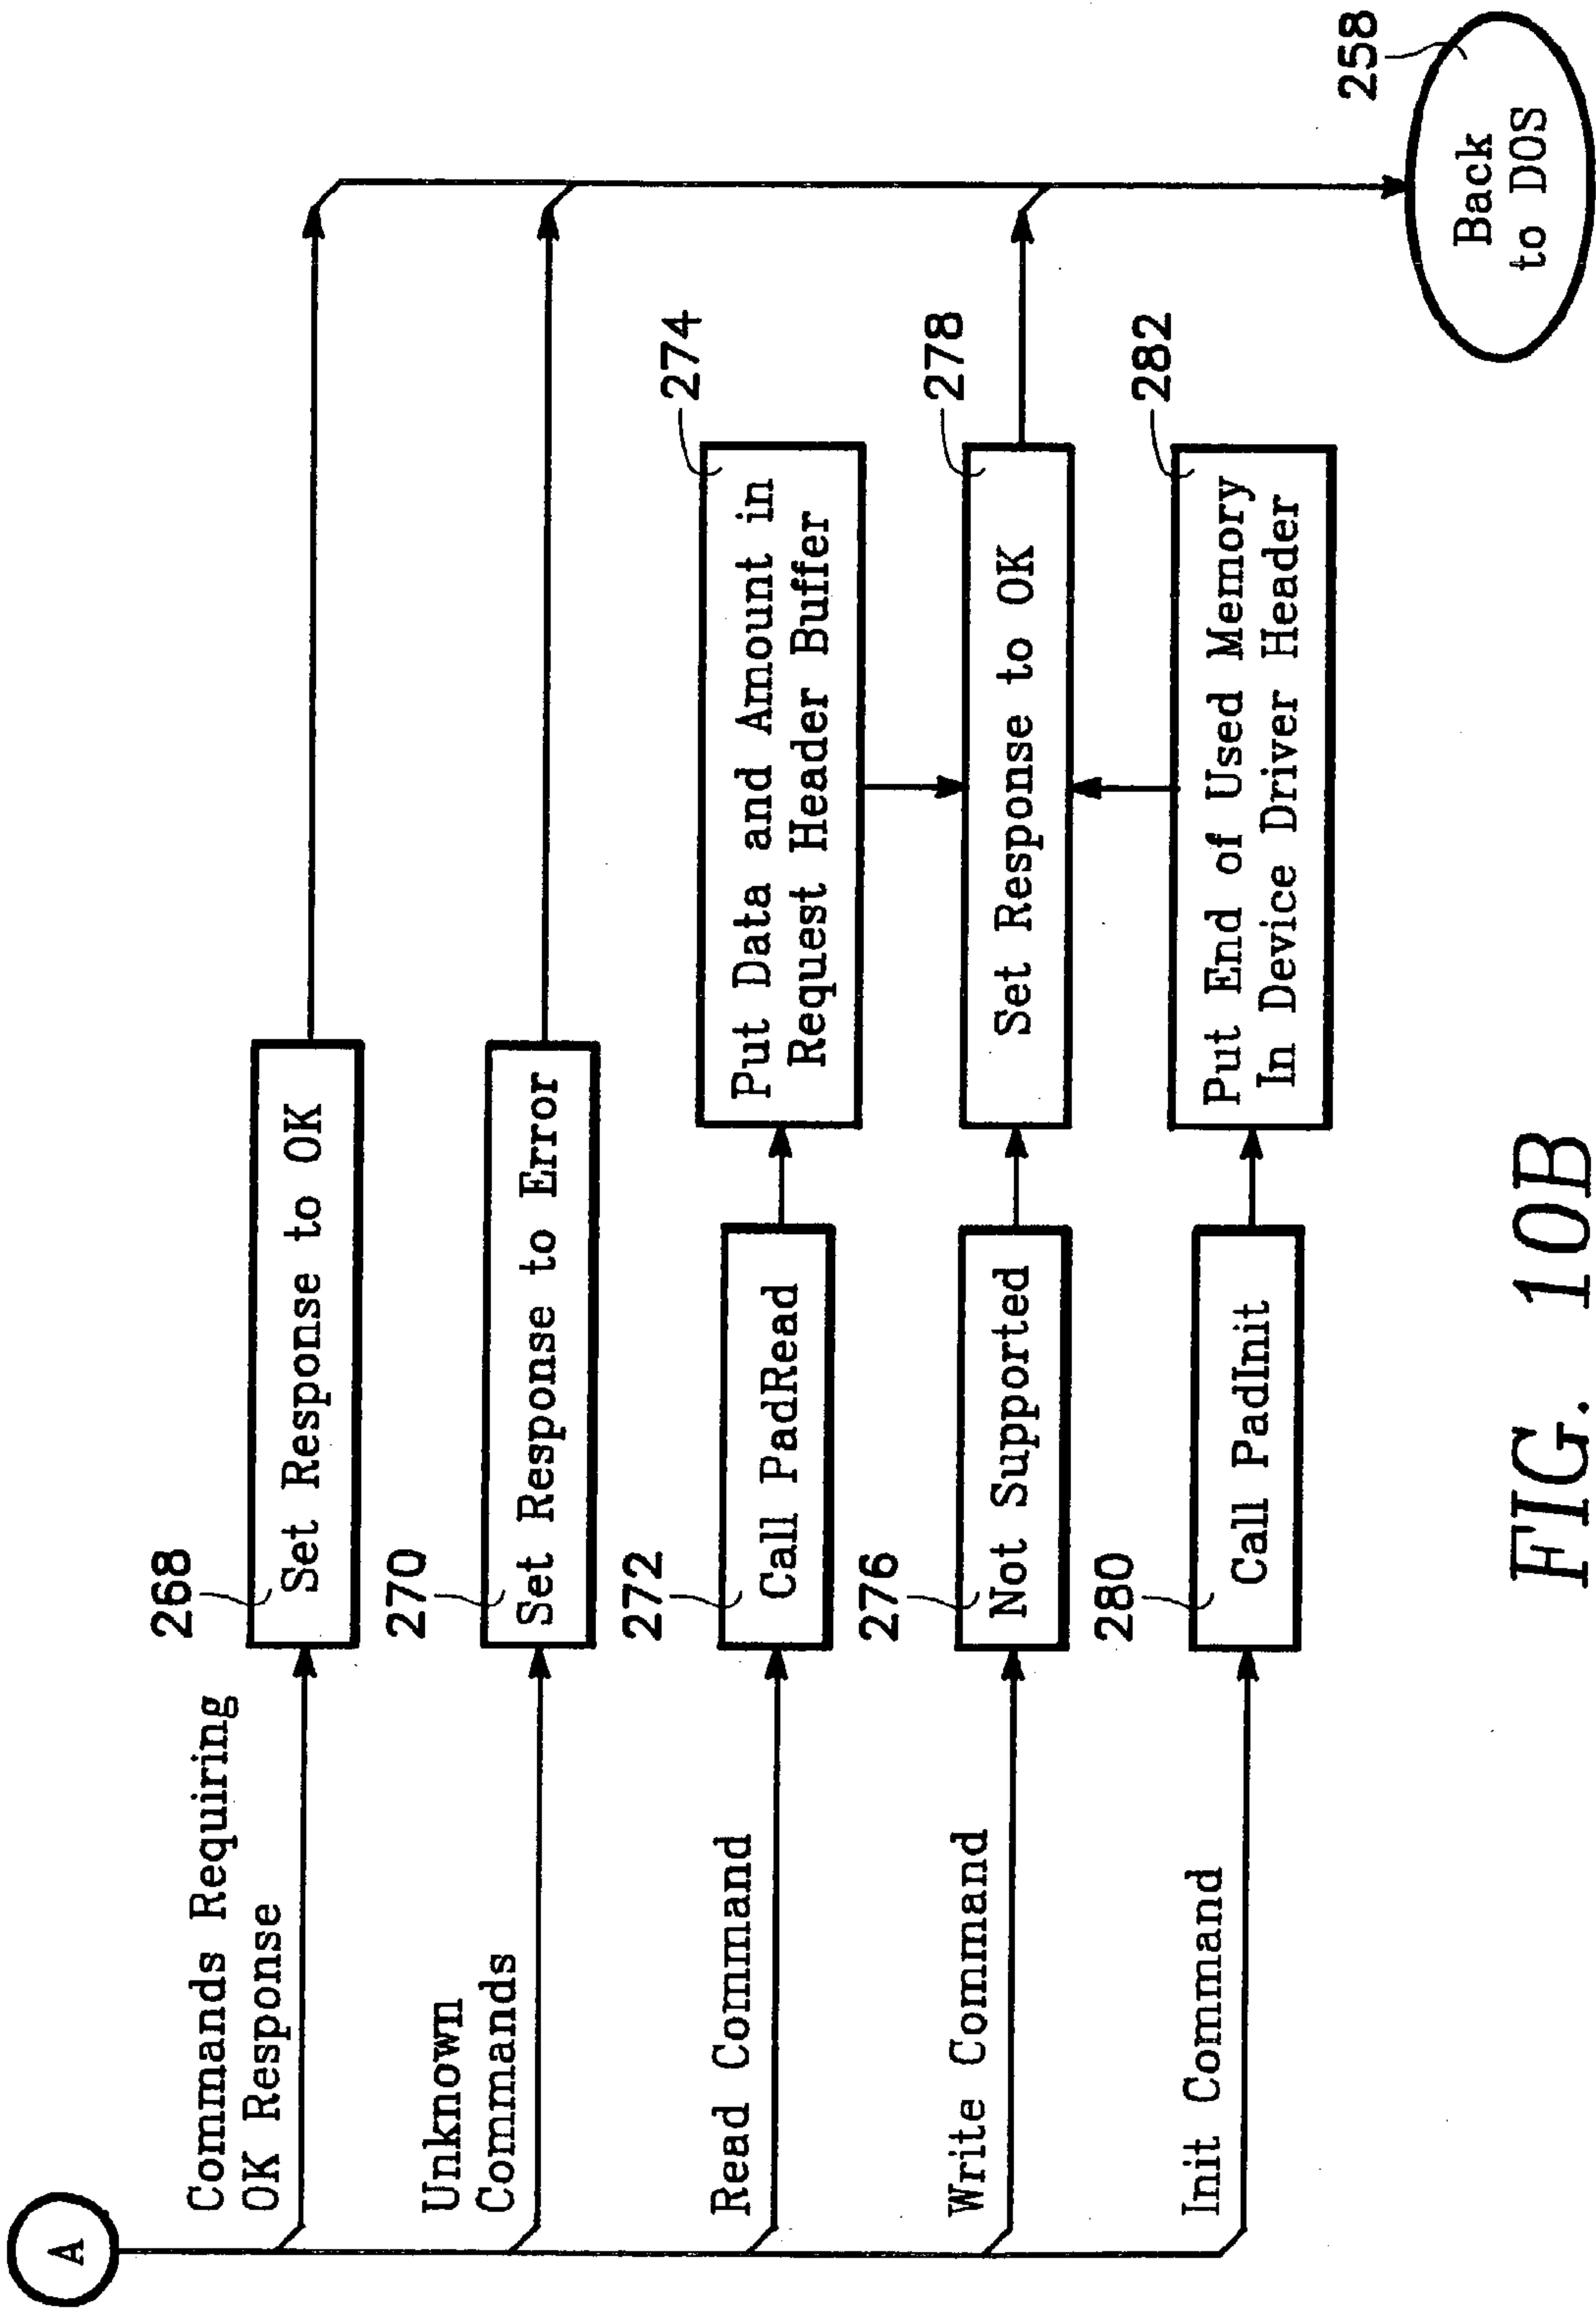 A
Commands Requiring
OK Response
268
Set Response to OK
Unknown
Commands
270
Set Response to Error
Read Command
272
Call PadRead
274
Put Data and Amount in
Request Header Buffer
Write Command
276
Not Supported
278
Set Response to OK
Init Command
280
Call PadInit
282
Put End of Used Memory
In Device Driver Header
258
Back
to DOS
FIG. 10B